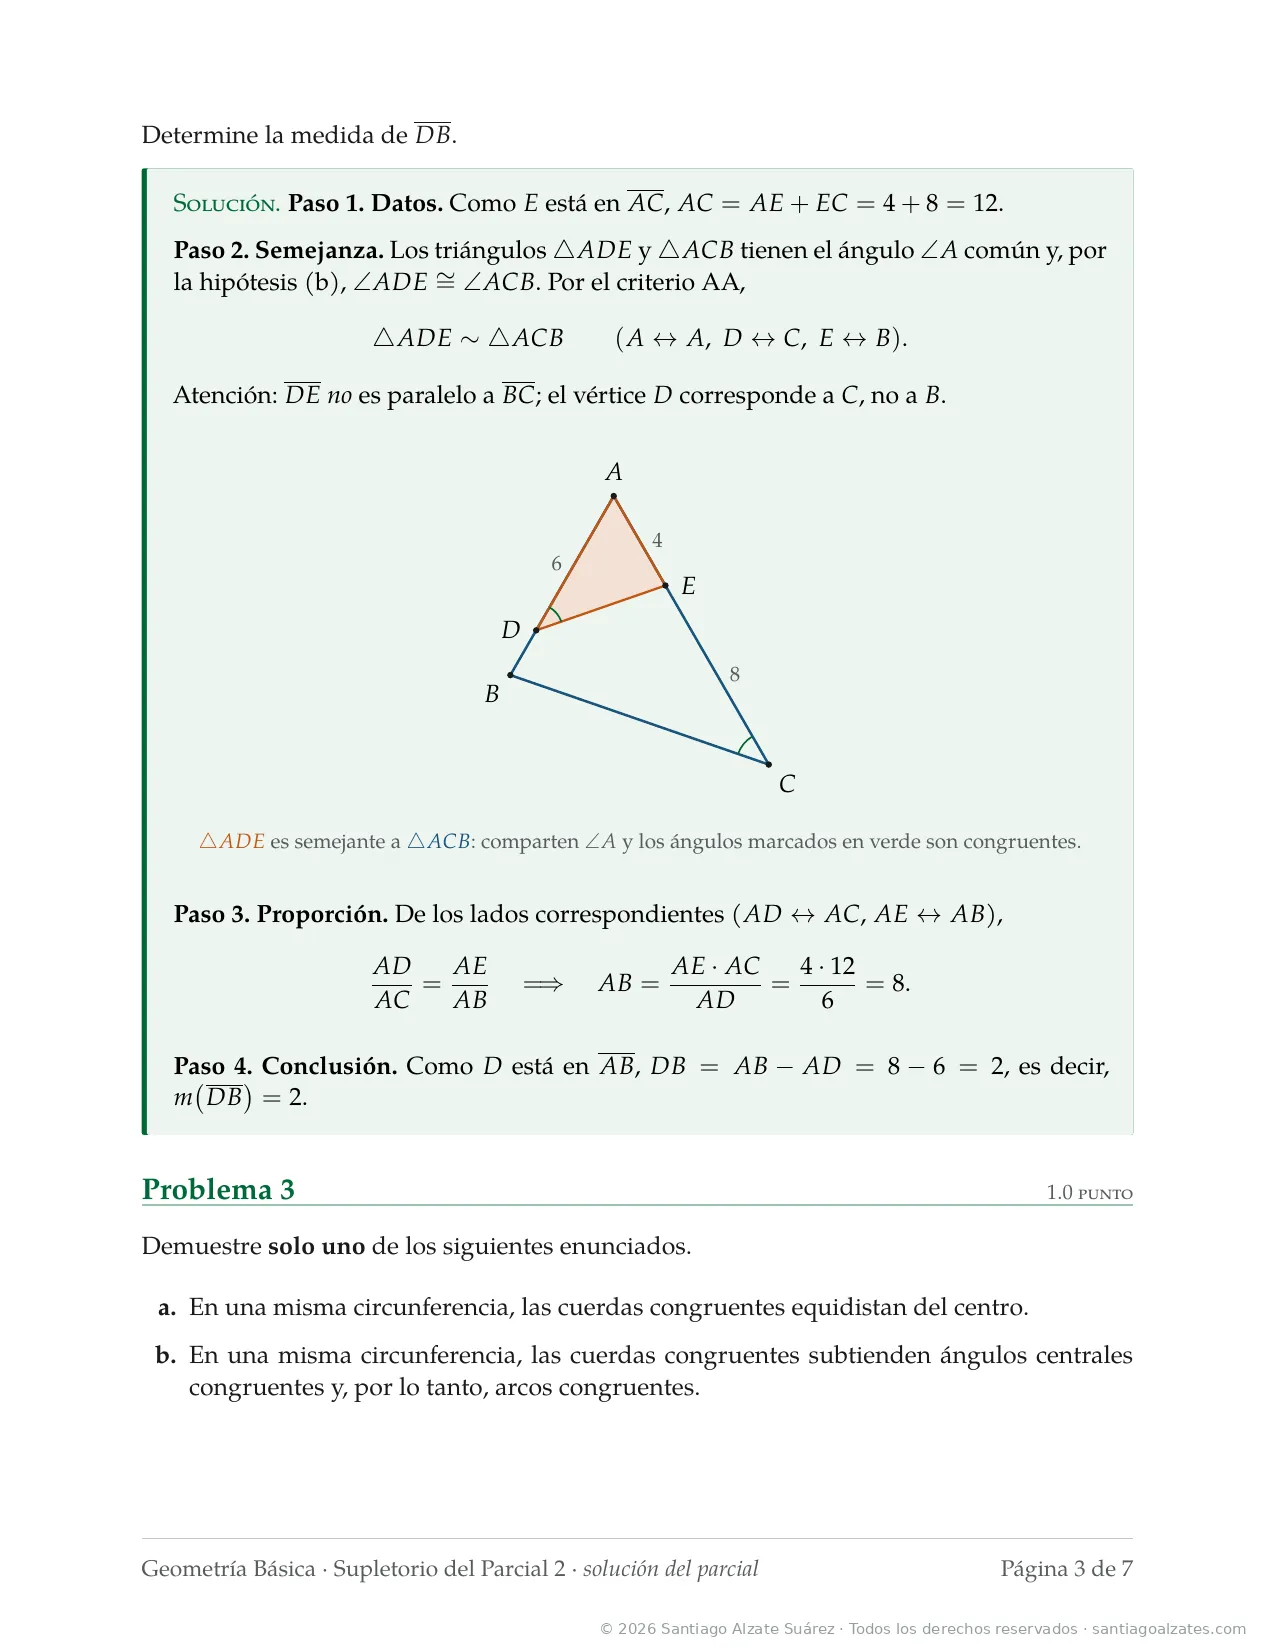 Determine la medida de D̅B̅.
Solución. Paso 1. Datos. Como E está en A̅C̅, AC = AE + EC = 4 + 8 = 12.
Paso 2. Semejanza. Los triángulos △ADE y △ACB tienen el ángulo ∠A común y, por
la hipótesis (b), ∠ADE ≅ ∠ACB. Por el criterio AA,
△ADE ∼ △ACB (A ↔ A, D ↔ C, E ↔ B).
Atención: D̅E̅ no es paralelo a B̅C̅; el vértice D corresponde a C, no a B.
A
4
6
E
D
8
B
C
△ADE es semejante a △ACB: comparten ∠A y los ángulos marcados en verde son congruentes.
Paso 3. Proporción. De los lados correspondientes (AD ↔ AC, AE ↔ AB),
AD/AC = AE/AB ⟹ AB = AE · AC/AD = 4 · 12/6 = 8.
Paso 4. Conclusión. Como D está en A̅B̅, DB = AB − AD = 8 − 6 = 2, es decir,
m(D̅B̅) = 2.
Problema 3 1.0 PUNTO
Demuestre solo uno de los siguientes enunciados.
a. En una misma circunferencia, las cuerdas congruentes equidistan del centro.
b. En una misma circunferencia, las cuerdas congruentes subtienden ángulos centrales
congruentes y, por lo tanto, arcos congruentes.
Geometría Básica · Supletorio del Parcial 2 · solución del parcial Página 3 de 7
© 2026 Santiago Alzate Suárez · Todos los derechos reservados · santiagoalzates.com